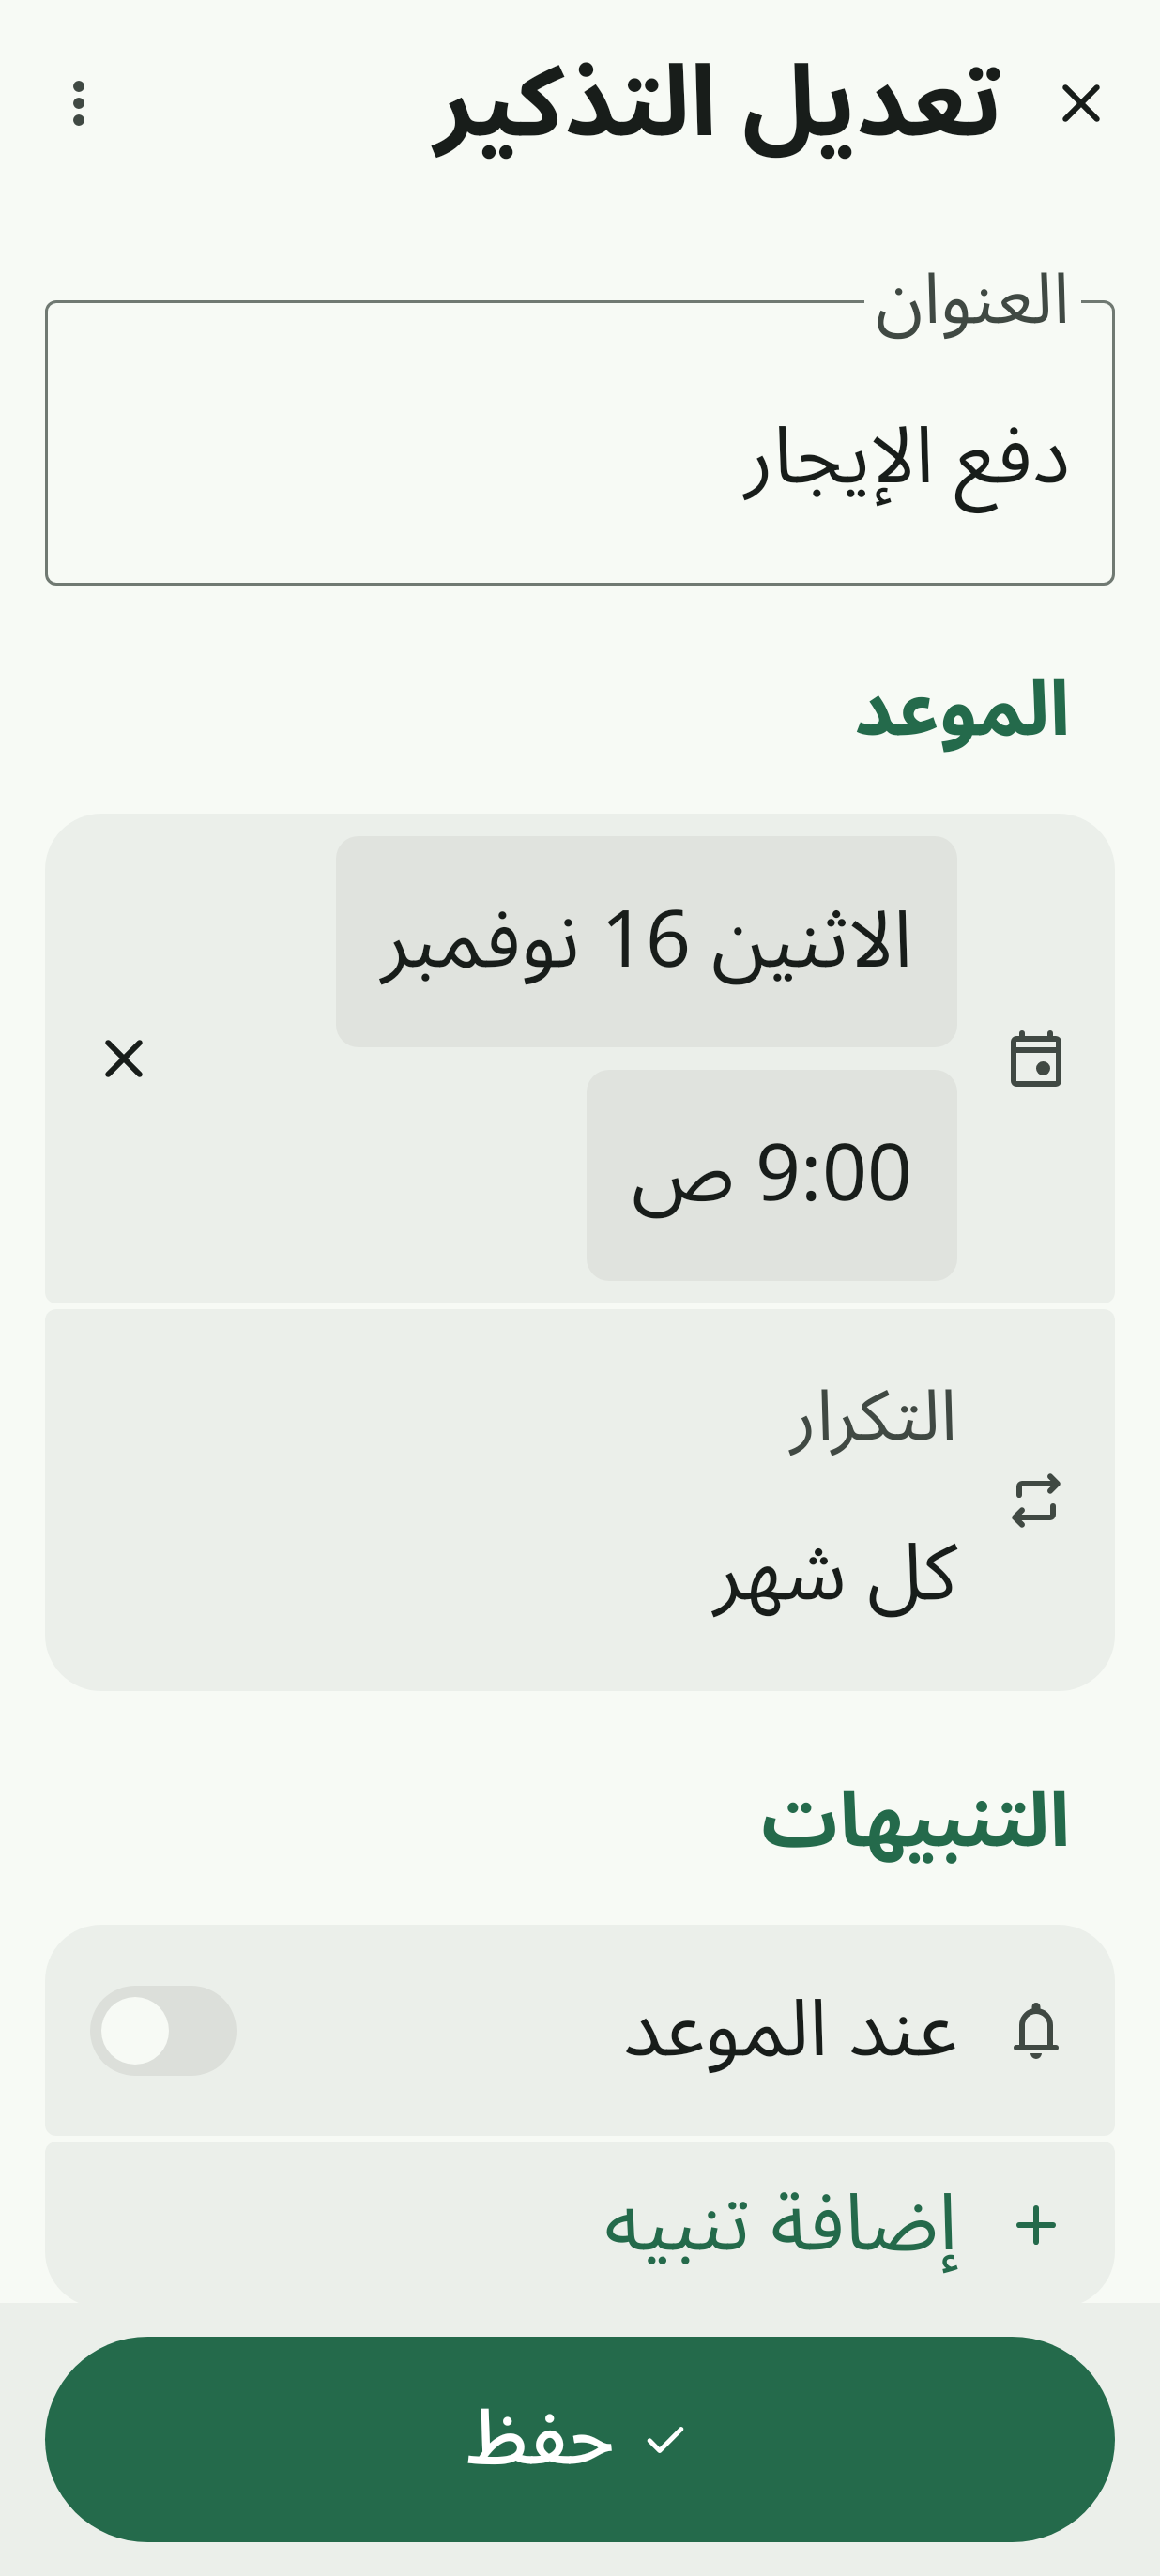 تعديل التذكير
العنوان
دفع الإيجار
الموعد
الاثنين 16 نوفمبر
9:00 ص
التكرار
كل شهر
التنبيهات
عند الموعد
إضافة تنبيه
حفظ